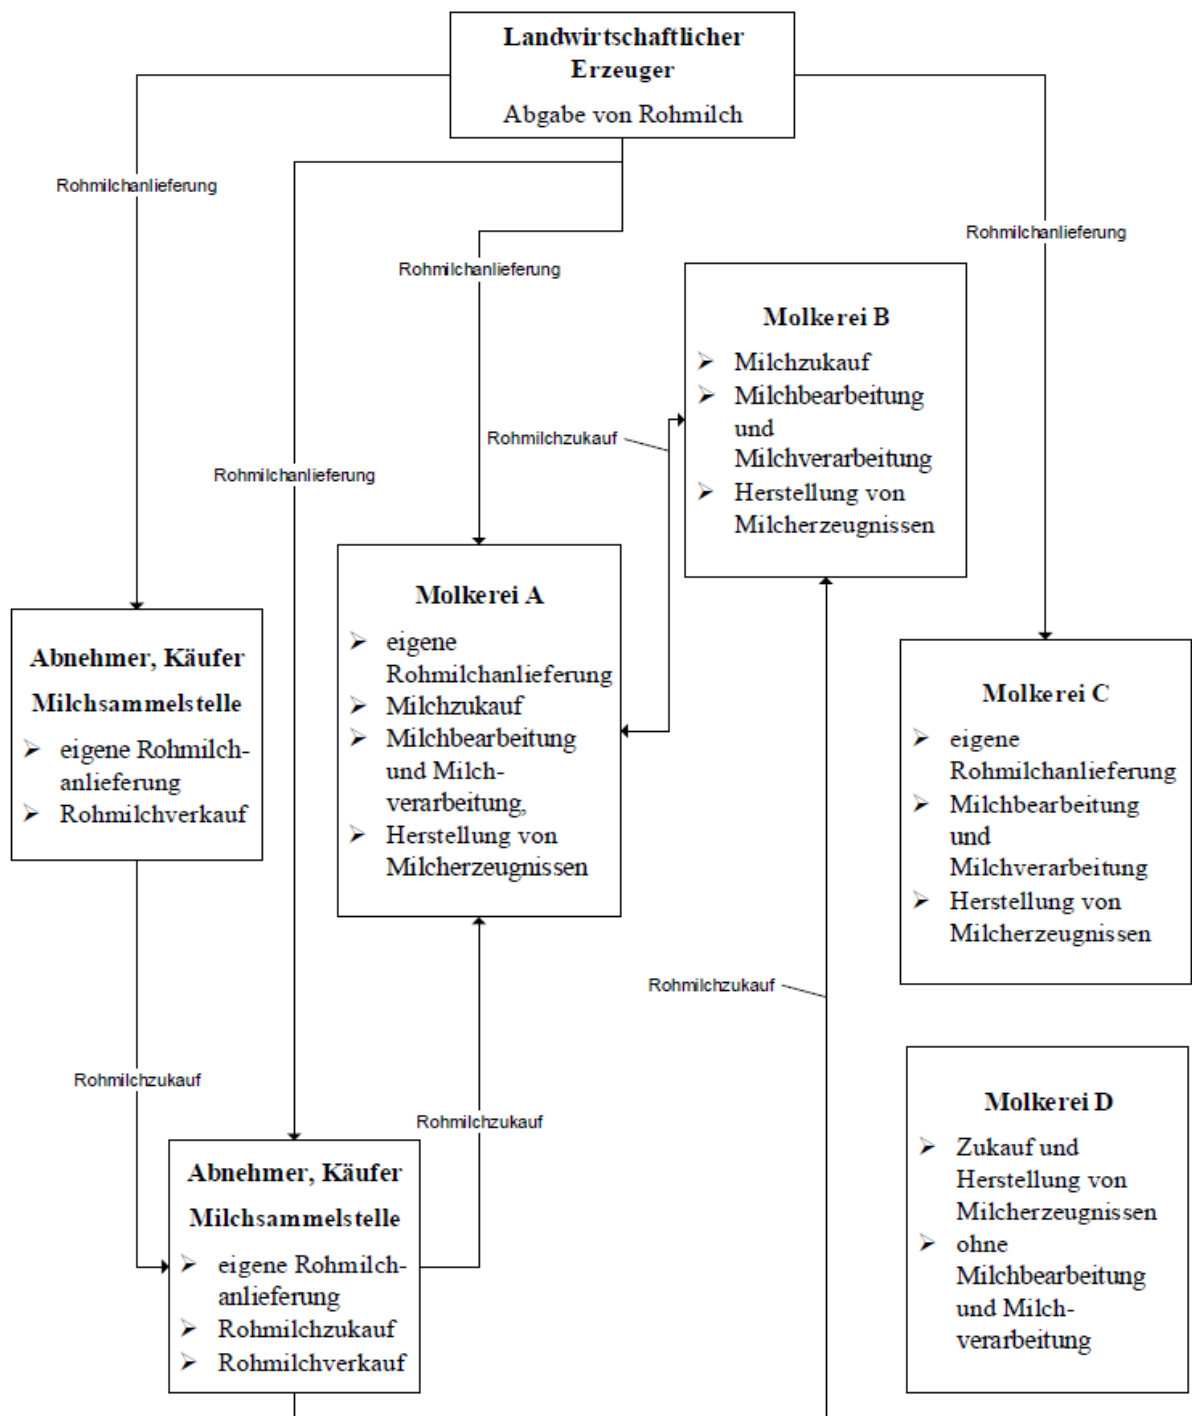 Landwirtschaftlicher
Erzeuger
Abgabe von Rohmilch
Rohmilchanlieferung
Rohmilchanlieferung
Rohmilchanlieferung
Rohmilchanlieferung
Molkerei B
➢ Milchzukauf
➢ Milchbearbeitung
und
Milchverarbeitung
➢ Herstellung von
Milcherzeugnissen
Rohmilchzukauf
Molkerei A
➢ eigene
Rohmilchanlieferung
➢ Milchzukauf
➢ Milchbearbeitung
und Milch-
verarbeitung,
➢ Herstellung von
Milcherzeugnissen
Abnehmer, Käufer
Milchsammelstelle
➢ eigene Rohmilch-
anlieferung
➢ Rohmilchverkauf
Molkerei C
➢ eigene
Rohmilchanlieferung
➢ Milchbearbeitung
und
Milchverarbeitung
➢ Herstellung von
Milcherzeugnissen
Rohmilchzukauf
Rohmilchzukauf
Rohmilchzukauf
Abnehmer, Käufer
Milchsammelstelle
➢ eigene Rohmilch-
anlieferung
➢ Rohmilchzukauf
➢ Rohmilchverkauf
Molkerei D
➢ Zukauf und
Herstellung von
Milcherzeugnissen
➢ ohne
Milchbearbeitung
und Milch-
verarbeitung